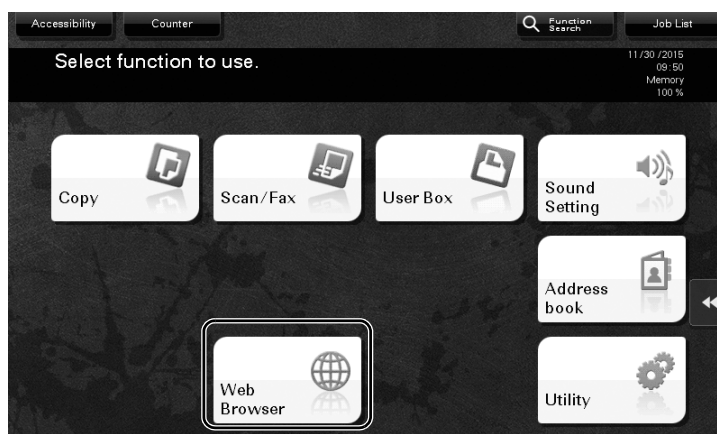 Accessibility
Counter
Function
Search
Job List
Select function to use.
11/30 /2015
09:50
Memory
100 %
Copy
Scan/Fax
User Box
Sound
Setting
Address
book
Web
Browser
Utility